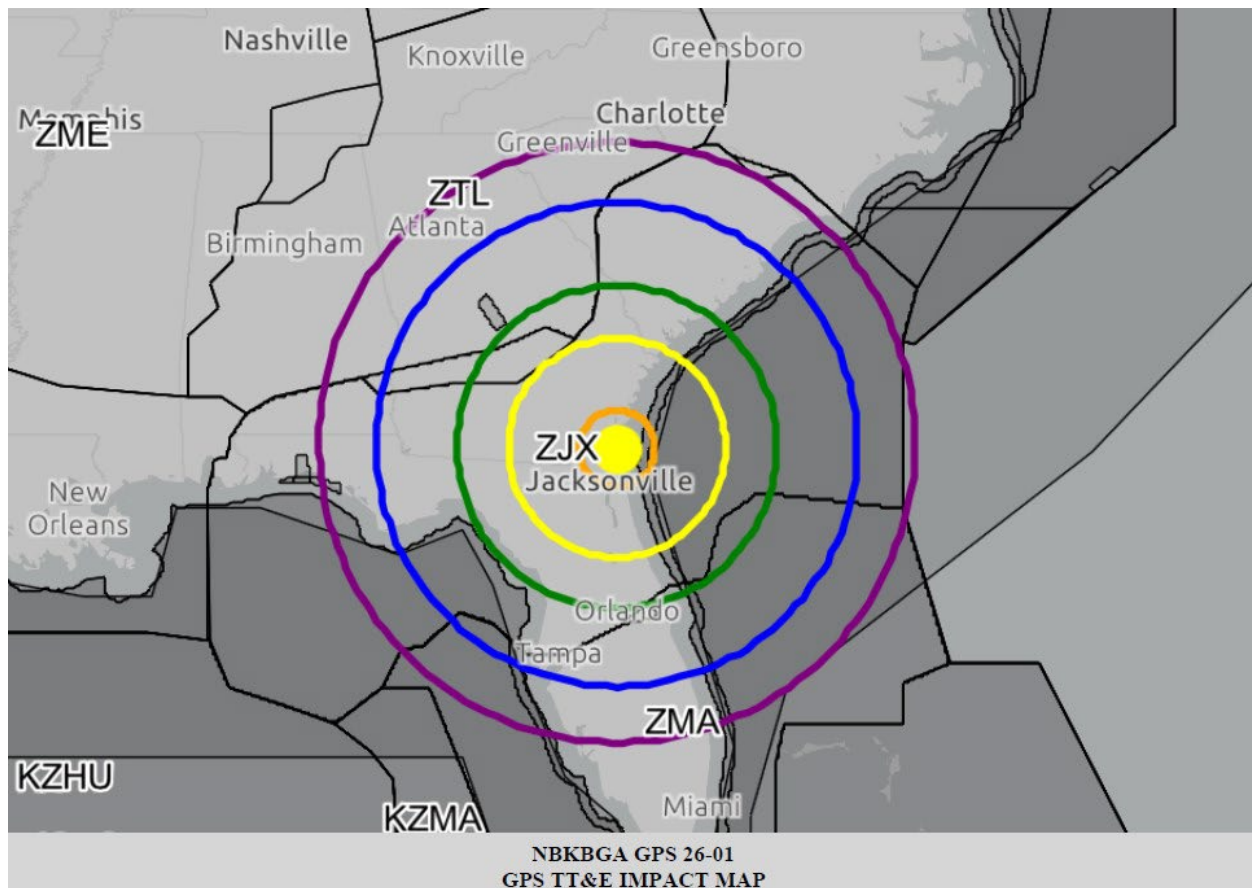 Nashville
Knoxville
Greensboro
Memphis
ZME
Charlotte
Greenville
ZTL
Atlanta
Birmingham
ZJX
Jacksonville
New
Orleans
Orlando
Tampa
ZMA
KZHU
KZMA
Miami
NBKBGA GPS 26-01
GPS TT&E IMPACT MAP